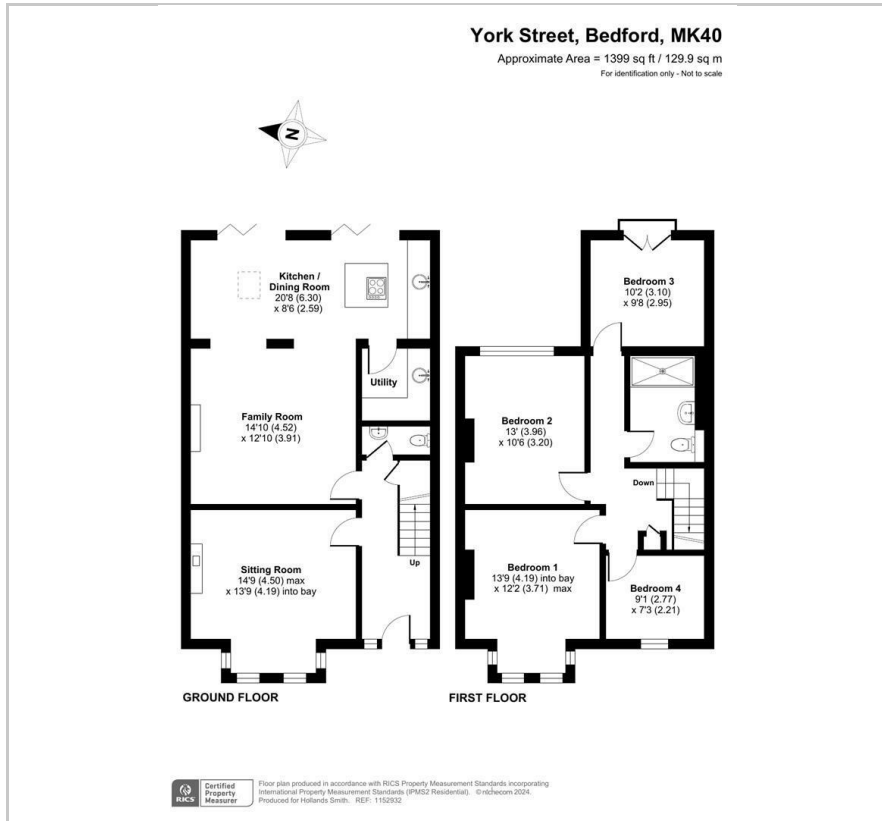 York Street, Bedford, MK40
Approximate Area = 1399 sq ft / 129.9 sq m
For identification only - Not to scale
N
Kitchen /
Dining Room
20'8 (6.30)
x 8'6 (2.59)
Utility
Family Room
14'10 (4.52)
x 12'10 (3.91)
Sitting Room
14'9 (4.50) max
x 13'9 (4.19) into bay
Up
GROUND FLOOR
Bedroom 3
10'2 (3.10)
x 9'8 (2.95)
Bedroom 2
13' (3.96)
x 10'6 (3.20)
Down
Bedroom 1
13'9 (4.19) into bay
x 12'2 (3.71) max
Bedroom 4
9'1 (2.77)
x 7'3 (2.21)
FIRST FLOOR
RICS
Certified
Property
Measurer
Floor plan produced in accordance with RICS Property Measurement Standards incorporating
International Property Measurement Standards (IPMS2 Residential). © nichecom 2024.
Produced for Hollands Smith. REF: 1152932